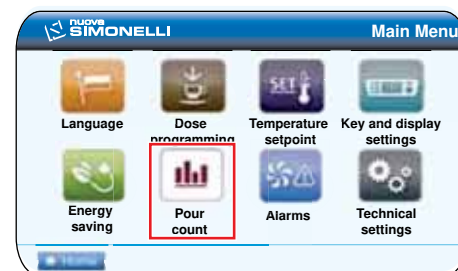 nuova
SIMONELLI
Main Menu
Language
Dose
programming
Temperature
setpoint
Key and display
settings
SET
Energy
saving
Pour
count
Alarms
Technical
settings
Home